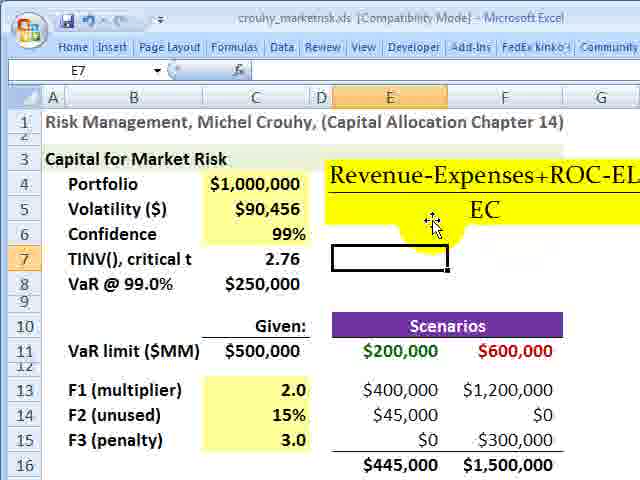 crouhy_marketrisk.xls [Compatibility Mode] - Microsoft Excel
Home Insert Page Layout Formulas Data Review View Developer Add-Ins FedEx Kinko's Community
E7 fx
A B C D E F G
1 Risk Management, Michel Crouhy, (Capital Allocation Chapter 14)
2
3 Capital for Market Risk
4 Portfolio $1,000,000 Revenue-Expenses+ROC-EL
5 Volatility ($) $90,456 EC
6 Confidence 99%
7 TINV(), critical t 2.76
8 VaR @ 99.0% $250,000
9
10 Given: Scenarios
11 VaR limit ($MM) $500,000 $200,000 $600,000
12
13 F1 (multiplier) 2.0 $400,000 $1,200,000
14 F2 (unused) 15% $45,000 $0
15 F3 (penalty) 3.0 $0 $300,000
16 $445,000 $1,500,000